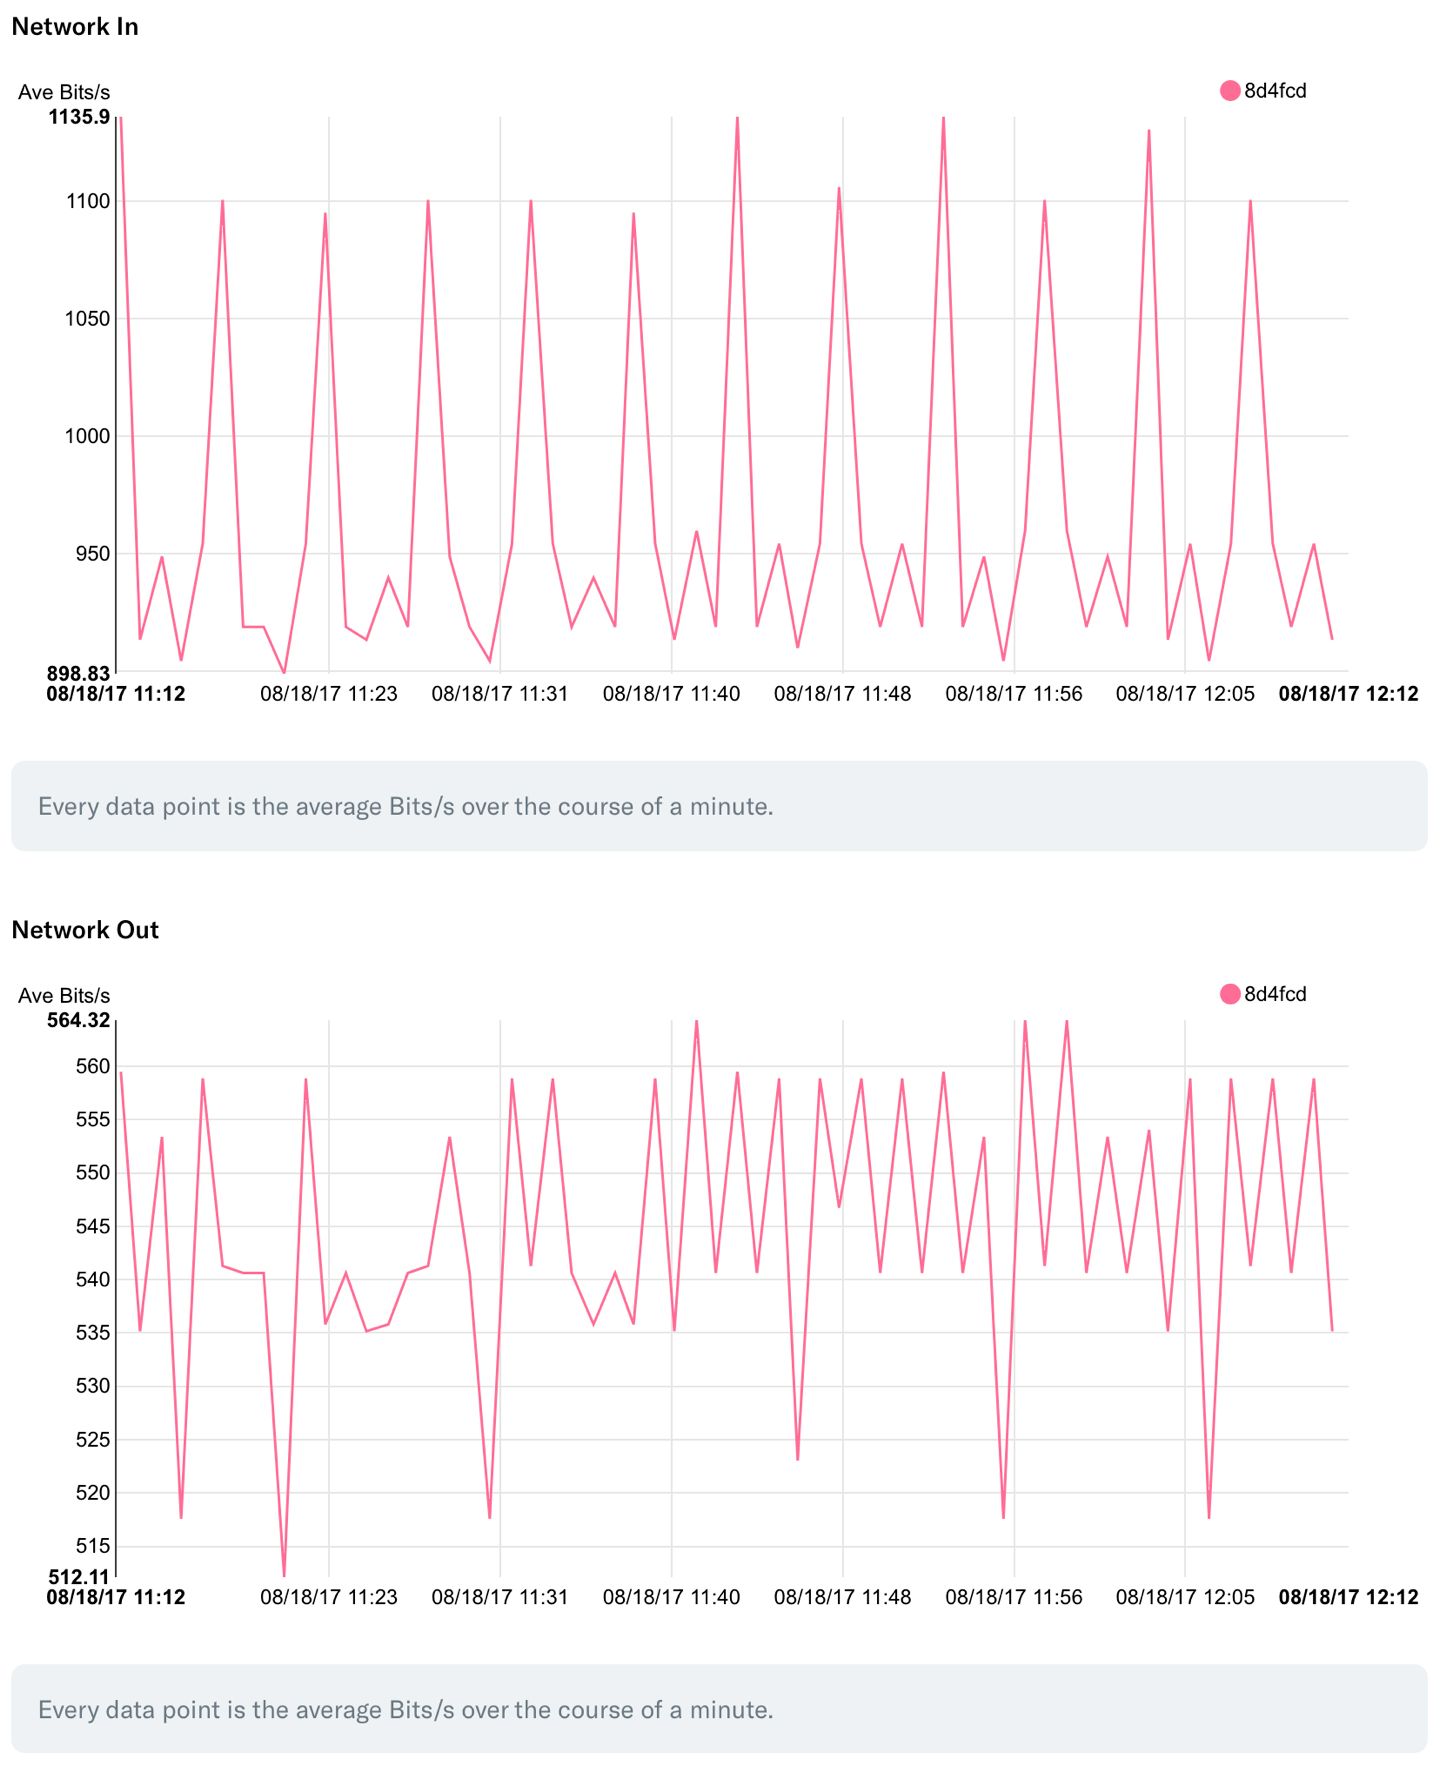 Network In
Ave Bits/s
8d4fcd
1135.9
1100
1050
1000
950
898.83
08/18/17 11:12 08/18/17 11:23 08/18/17 11:31 08/18/17 11:40 08/18/17 11:48 08/18/17 11:56 08/18/17 12:05 08/18/17 12:12
Every data point is the average Bits/s over the course of a minute.
Network Out
Ave Bits/s
8d4fcd
564.32
560
555
550
545
540
535
530
525
520
515
512.11
08/18/17 11:12 08/18/17 11:23 08/18/17 11:31 08/18/17 11:40 08/18/17 11:48 08/18/17 11:56 08/18/17 12:05 08/18/17 12:12
Every data point is the average Bits/s over the course of a minute.